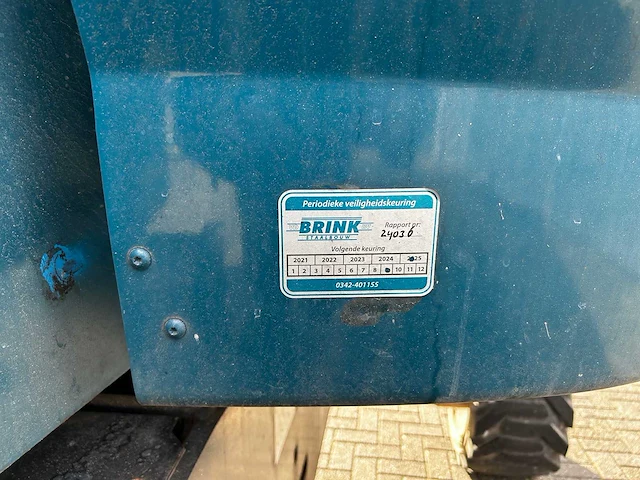 Periodieke veiligheidskeuring
BRINK
STAALBOUW
Rapport nr:
24036
Volgende keuring
2021 2022 2023 2024 2025
1 2 3 4 5 6 7 8 10 11 12
0342-401155